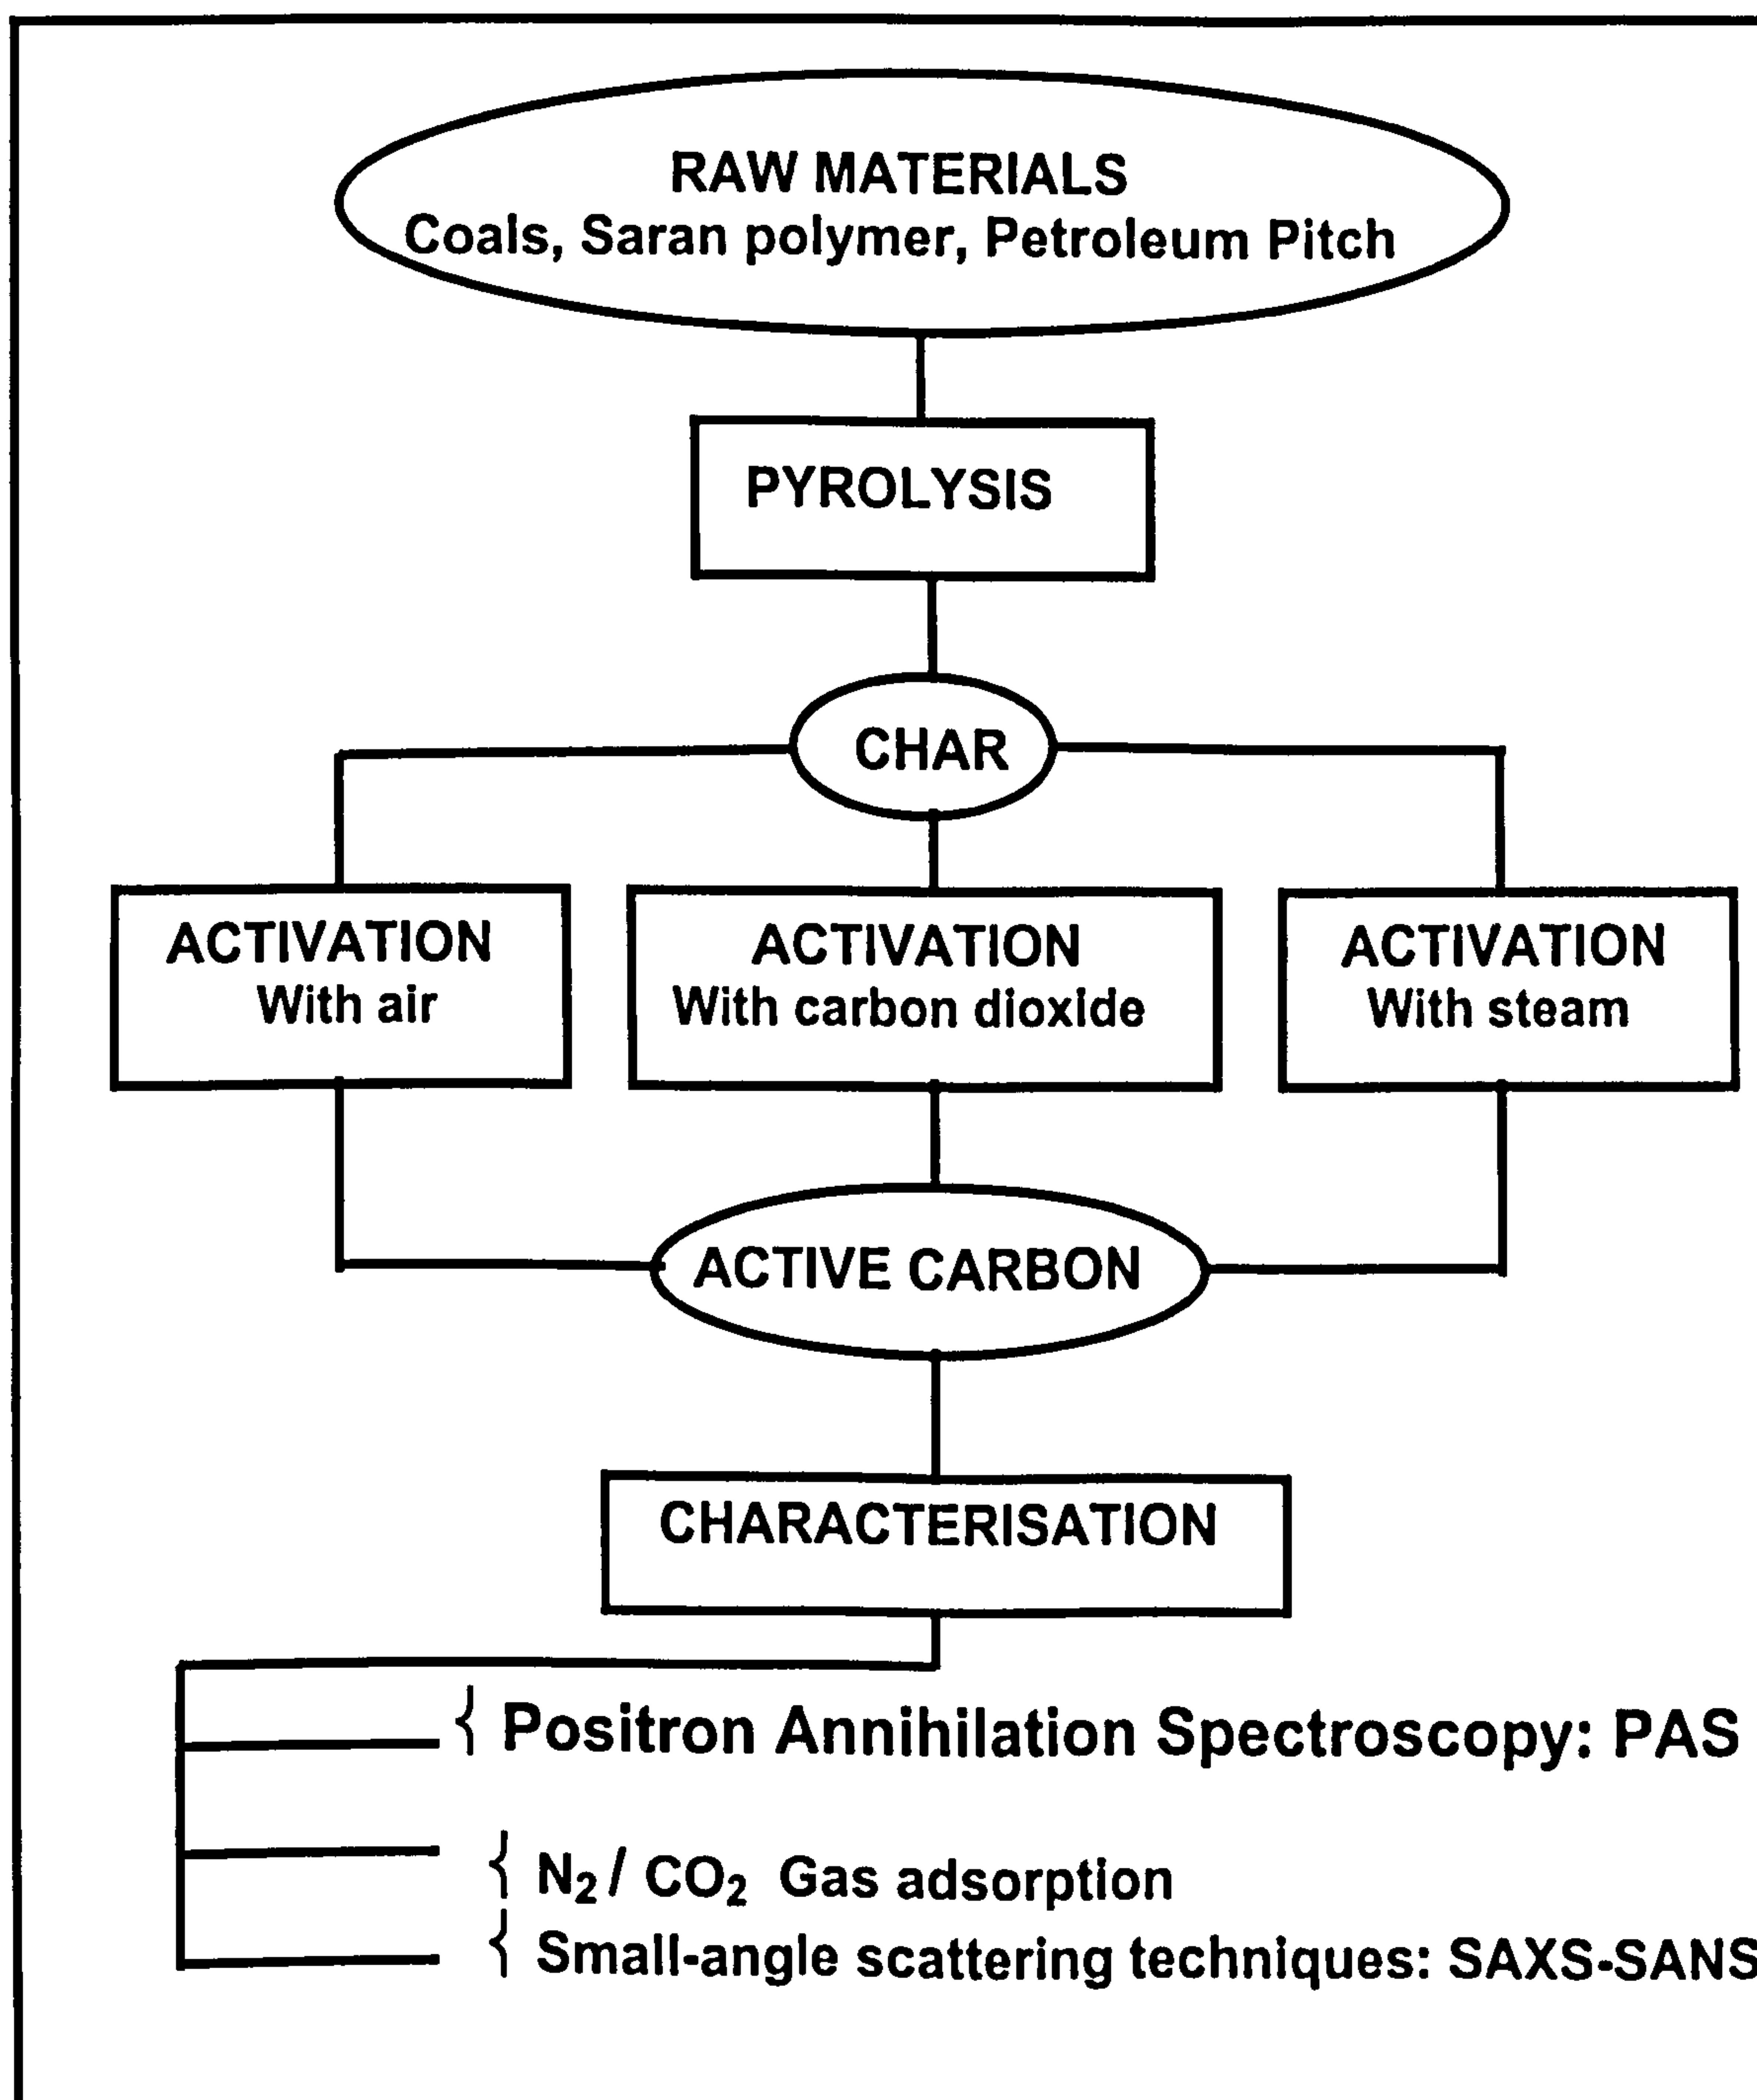 RAW MATERIALS
Coals, Saran polymer, Petroleum Pitch
PYROLYSIS
CHAR
ACTIVATION
With air
ACTIVATION
With carbon dioxide
ACTIVATION
With steam
ACTIVE CARBON
CHARACTERISATION
{ Positron Annihilation Spectroscopy: PAS
{ N₂ / CO₂ Gas adsorption
{ Small-angle scattering techniques: SAXS-SANS